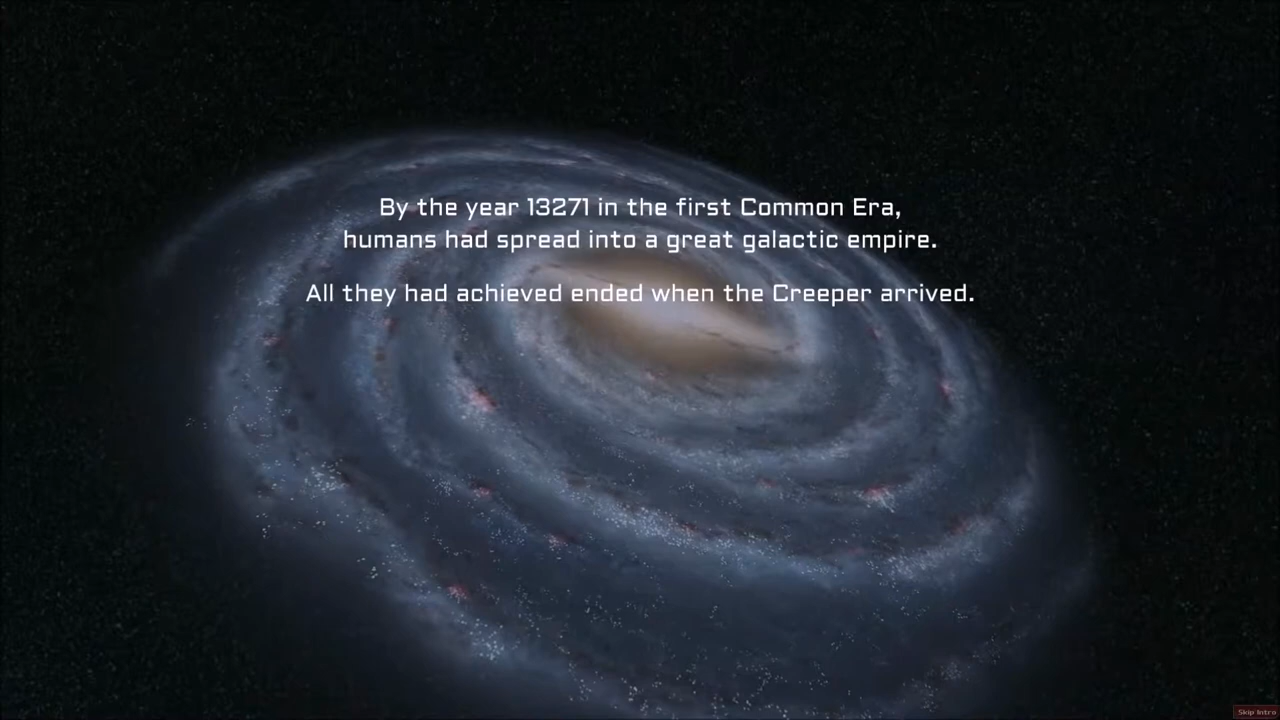 By the year 13271 in the first Common Era,
humans had spread into a great galactic empire.
All they had achieved ended when the Creeper arrived.
Skip Intro